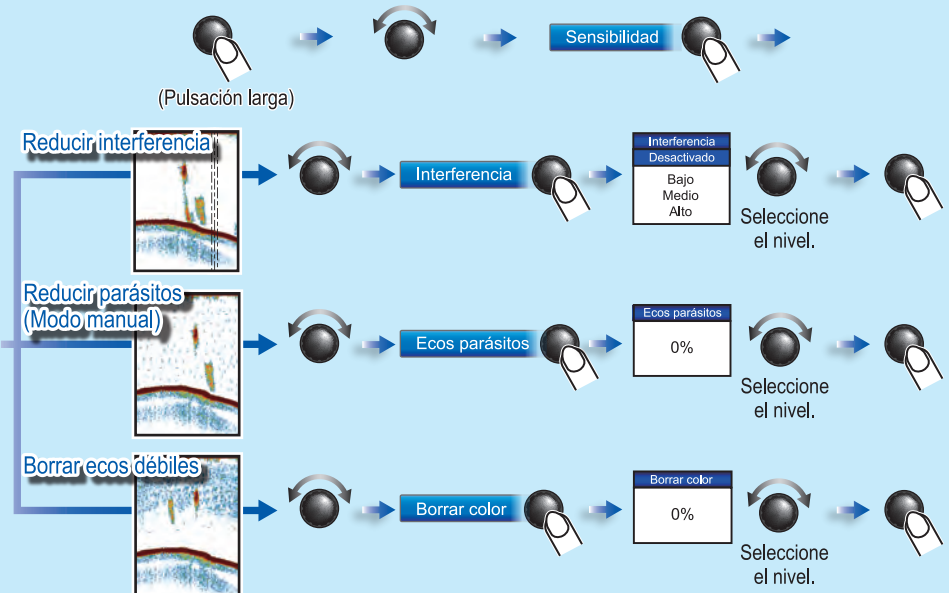 Sensibilidad
(Pulsación larga)
Reducir interferencia
Interferencia
Interferencia
Desactivado
Bajo
Medio
Alto
Seleccione
el nivel.
Reducir parásitos
(Modo manual)
Ecos parásitos
Ecos parásitos
0%
Seleccione
el nivel.
Borrar ecos débiles
Borrar color
Borrar color
0%
Seleccione
el nivel.